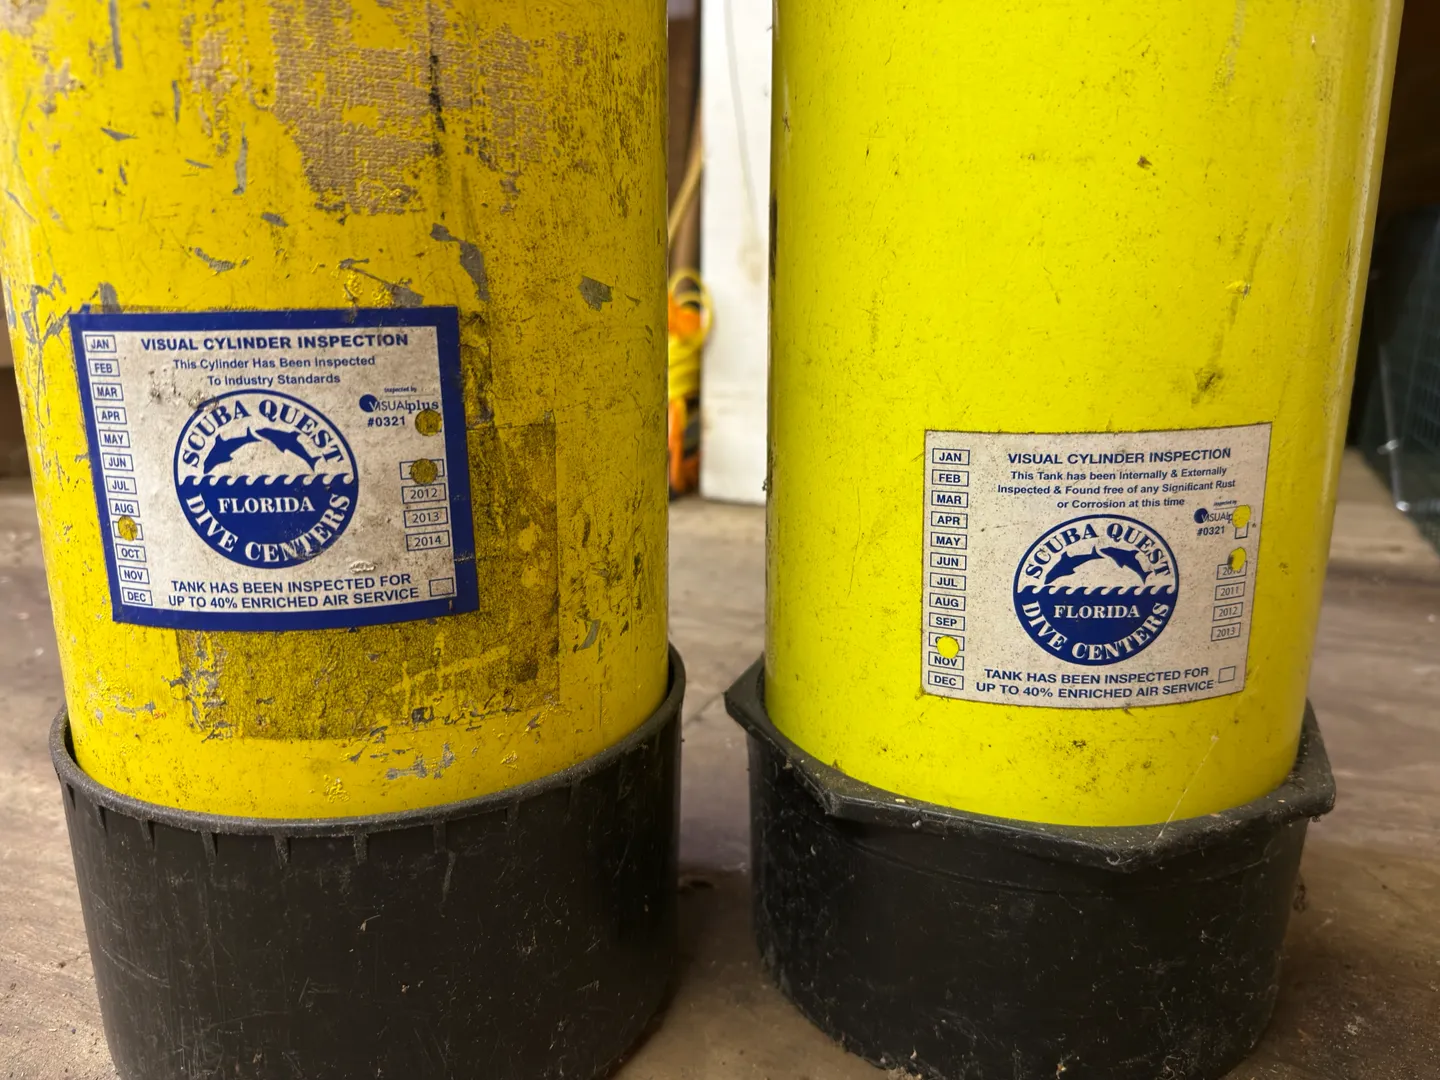 JAN
FEB
MAR
APR
MAY
JUN
JUL
AUG
OCT
NOV
DEC
VISUAL CYLINDER INSPECTION
This Cylinder Has Been Inspected
To Industry Standards
Inspected by
VISUALplus
#0321
SCUBA QUEST
FLORIDA
DIVE CENTERS
2012
2013
2014
TANK HAS BEEN INSPECTED FOR
UP TO 40% ENRICHED AIR SERVICE
JAN
FEB
MAR
APR
MAY
JUN
JUL
AUG
SEP
NOV
DEC
VISUAL CYLINDER INSPECTION
This Tank has been Internally & Externally
Inspected & Found free of any Significant Rust
or Corrosion at this time
Inspected by
#0321
SCUBA QUEST
FLORIDA
DIVE CENTERS
2011
2012
2013
TANK HAS BEEN INSPECTED FOR
UP TO 40% ENRICHED AIR SERVICE